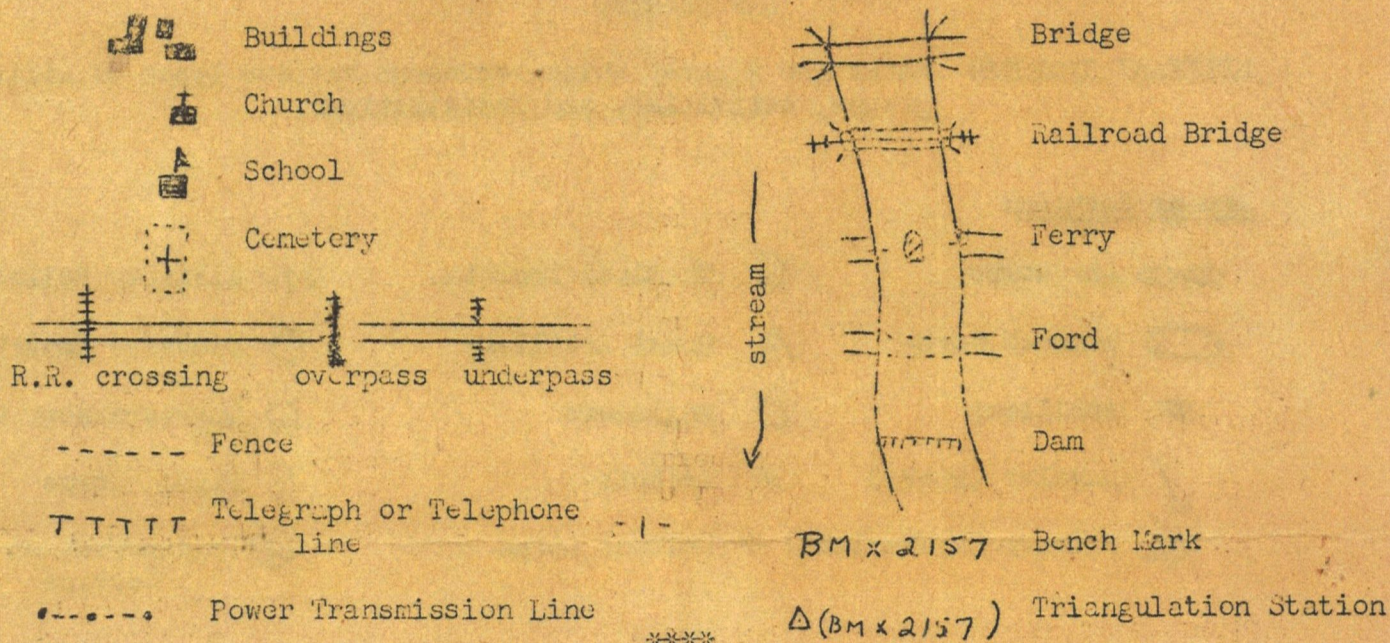 Buildings
Church
School
Cemetery
R.R. crossing overpass underpass
Fence
T T T T T Telegraph or Telephone
line
Power Transmission Line
Bridge
Railroad Bridge
stream
Ferry
Ford
Dam
BM x 2157 Bench Mark
Δ(BM x 2157) Triangulation Station
-1-
****